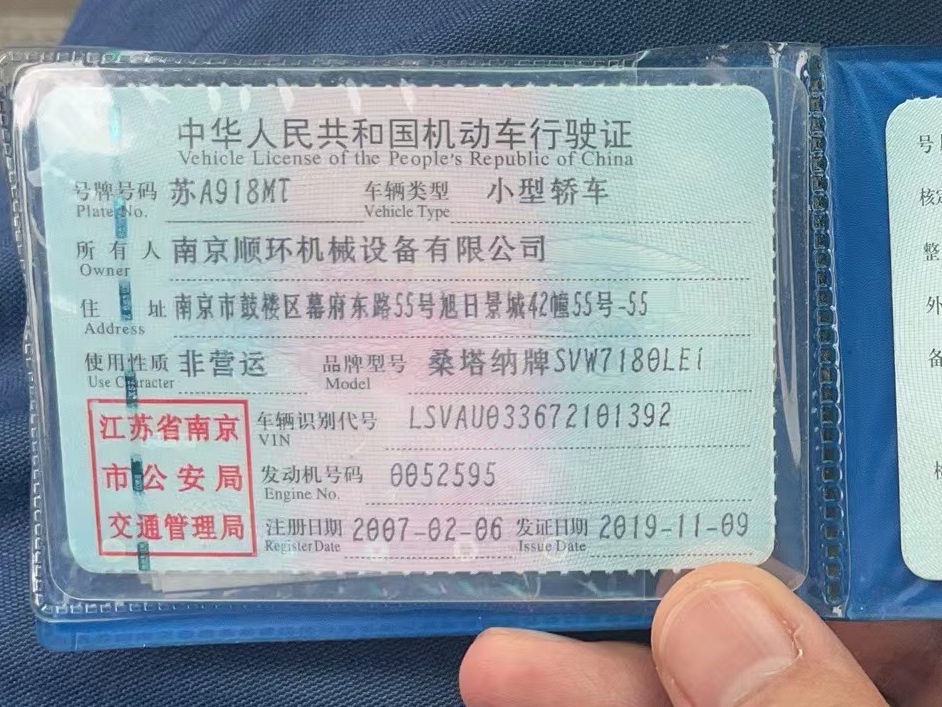 中华人民共和国机动车行驶证
Vehicle License of the People's Republic of China
号牌号码 苏A918MT 车辆类型 小型轿车
Plate No. Vehicle Type
所有人 南京顺环机械设备有限公司
Owner
住址 南京市鼓楼区幕府东路55号旭日景城42幢55号-55
Address
使用性质 非营运 品牌型号 桑塔纳牌SVW7180LEI
Use Character Model
江苏省南京
市公安局
交通管理局
车辆识别代号 LSVAU033672101392
VIN
发动机号码 0052595
Engine No.
注册日期 2007-02-06 发证日期 2019-11-09
Register Date Issue Date
号
核定
整
外
备